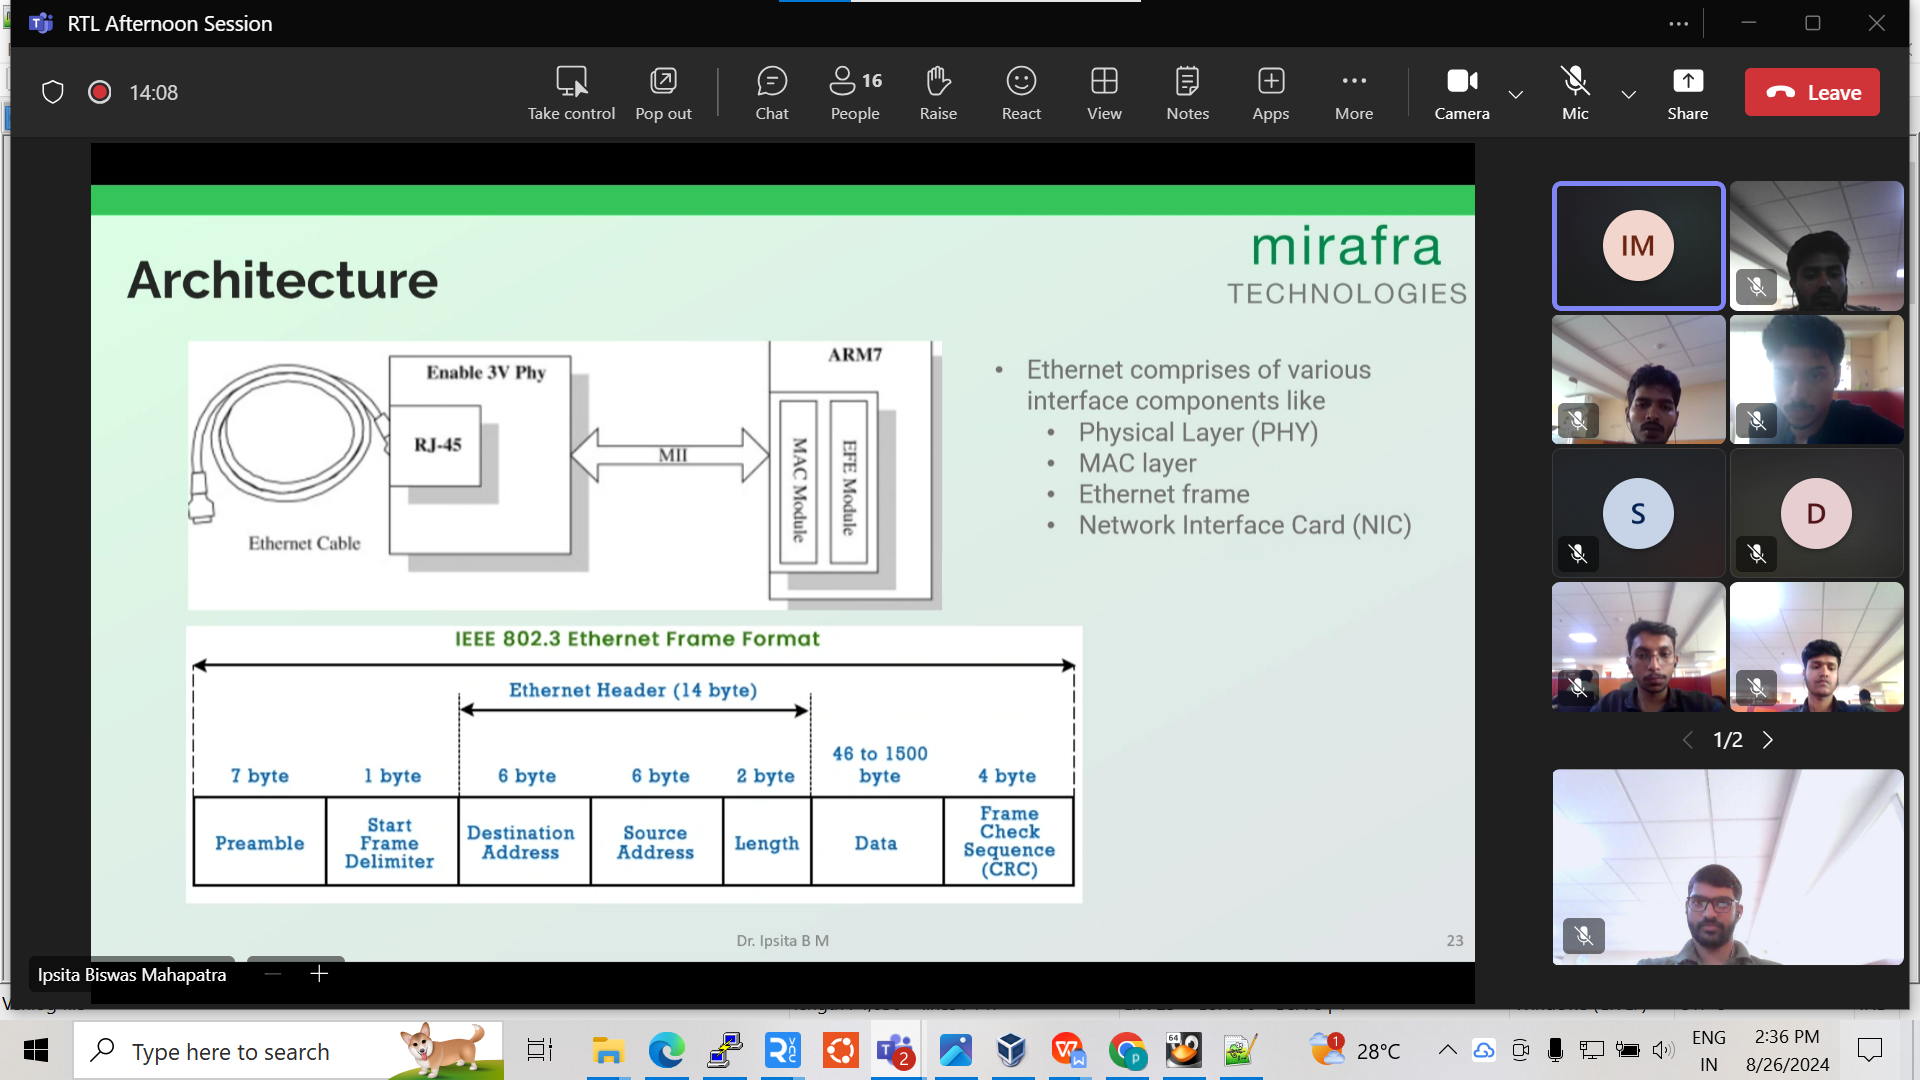 RTL Afternoon Session
14:08
Take control
Pop out
Chat
16
People
Raise
React
View
Notes
Apps
More
Camera
Mic
Share
Leave
Architecture
mirafra
TECHNOLOGIES
Enable 3V Phy
RJ-45
Ethernet Cable
MII
ARM7
MAC Module
EFE Module
• Ethernet comprises of various
interface components like
• Physical Layer (PHY)
• MAC layer
• Ethernet frame
• Network Interface Card (NIC)
IEEE 802.3 Ethernet Frame Format
Ethernet Header (14 byte)
7 byte
1 byte
6 byte
6 byte
2 byte
46 to 1500
byte
4 byte
Preamble
Start
Frame
Delimiter
Destination
Address
Source
Address
Length
Data
Frame
Check
Sequence
(CRC)
Dr. Ipsita B M
23
Ipsita Biswas Mahapatra
IM
S
D
1/2
Type here to search
2
64
1
28°C
ENG
IN
2:36 PM
8/26/2024